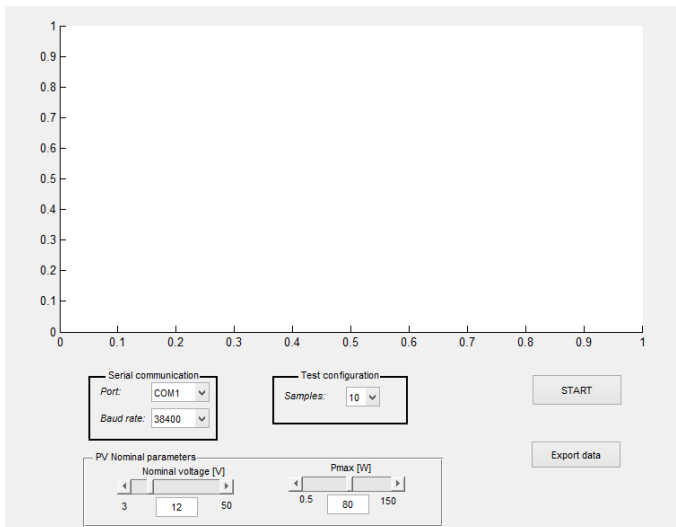 1
0.9
0.8
0.7
0.6
0.5
0.4
0.3
0.2
0.1
0
0 0.1 0.2 0.3 0.4 0.5 0.6 0.7 0.8 0.9 1
Serial communication
Port: COM1
Baud rate: 38400
Test configuration
Samples: 10
START
Export data
PV Nominal parameters
Nominal voltage [V]
3 12 50
Pmax [W]
0.5 80 150